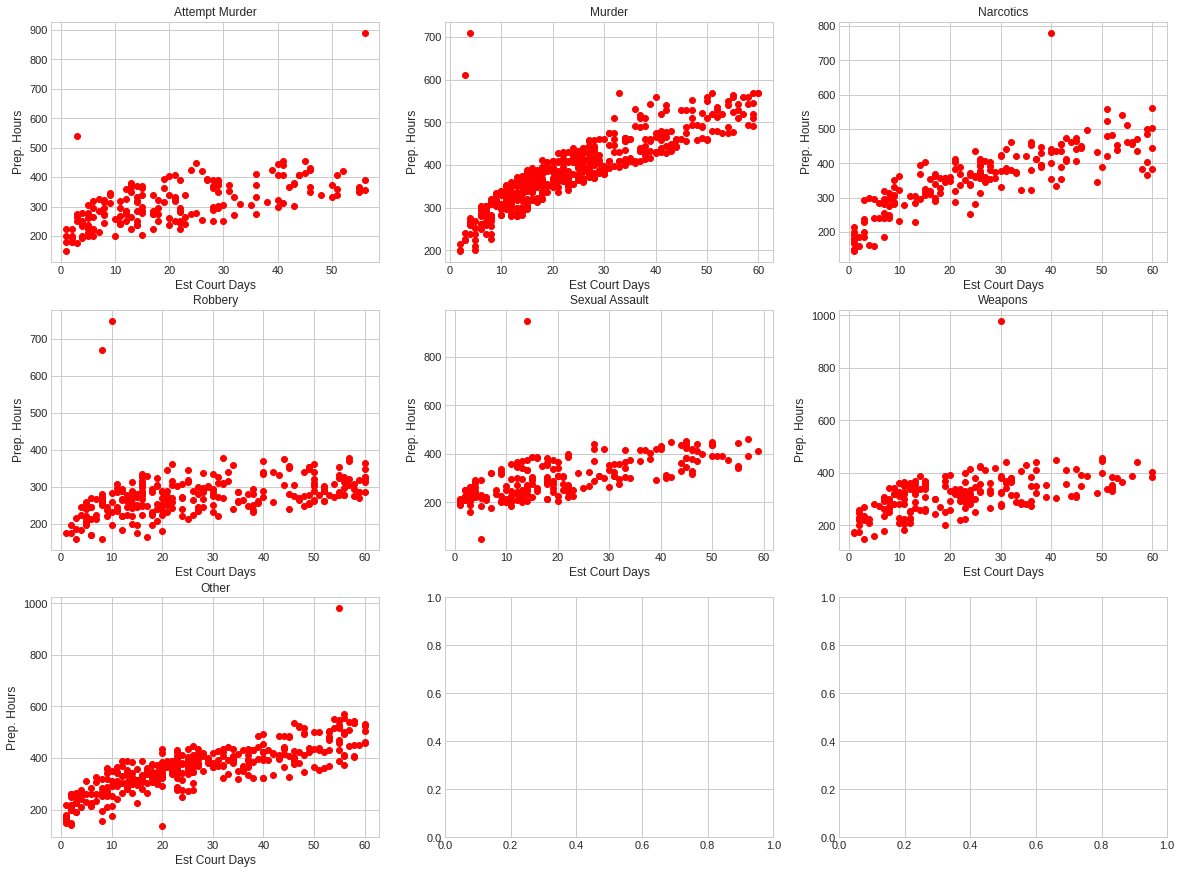 Attempt Murder
900
800
700
600
500
400
300
200
Prep. Hours
0 10 20 30 40 50
Est Court Days
Murder
700
600
500
400
300
200
Prep. Hours
0 10 20 30 40 50 60
Est Court Days
Narcotics
800
700
600
500
400
300
200
Prep. Hours
0 10 20 30 40 50 60
Est Court Days
Robbery
700
600
500
400
300
200
Prep. Hours
0 10 20 30 40 50 60
Est Court Days
Sexual Assault
800
600
400
200
Prep. Hours
0 10 20 30 40 50 60
Est Court Days
Weapons
1000
800
600
400
200
Prep. Hours
0 10 20 30 40 50 60
Est Court Days
Other
1000
800
600
400
200
Prep. Hours
0 10 20 30 40 50 60
Est Court Days
1.0
0.8
0.6
0.4
0.2
0.0
0.0 0.2 0.4 0.6 0.8 1.0
1.0
0.8
0.6
0.4
0.2
0.0
0.0 0.2 0.4 0.6 0.8 1.0